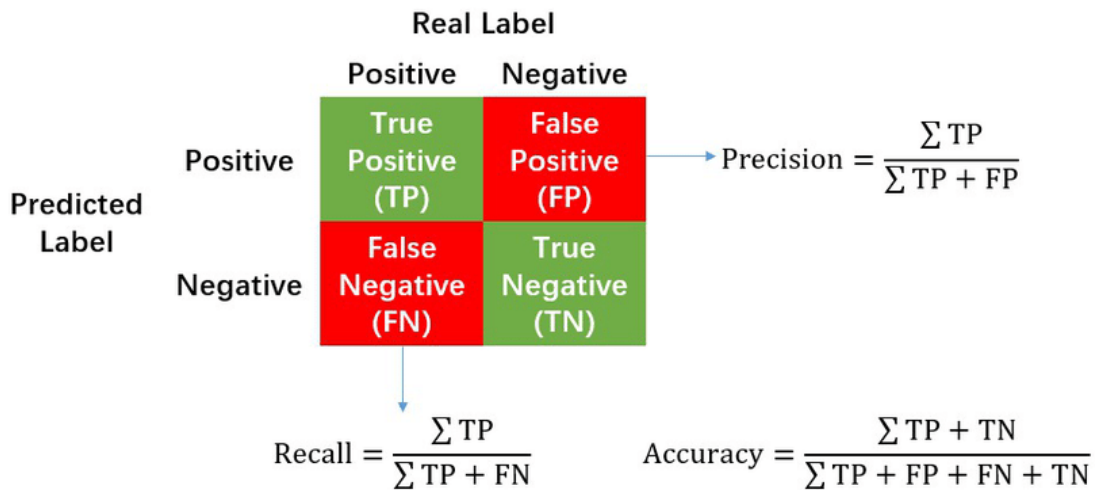 Real Label
Positive Negative
True Positive (TP)
False Positive (FP)
Positive
Precision = ∑ TP / ∑ TP + FP
Predicted Label
Negative
False Negative (FN)
True Negative (TN)
Recall = ∑ TP / ∑ TP + FN
Accuracy = ∑ TP + TN / ∑ TP + FP + FN + TN